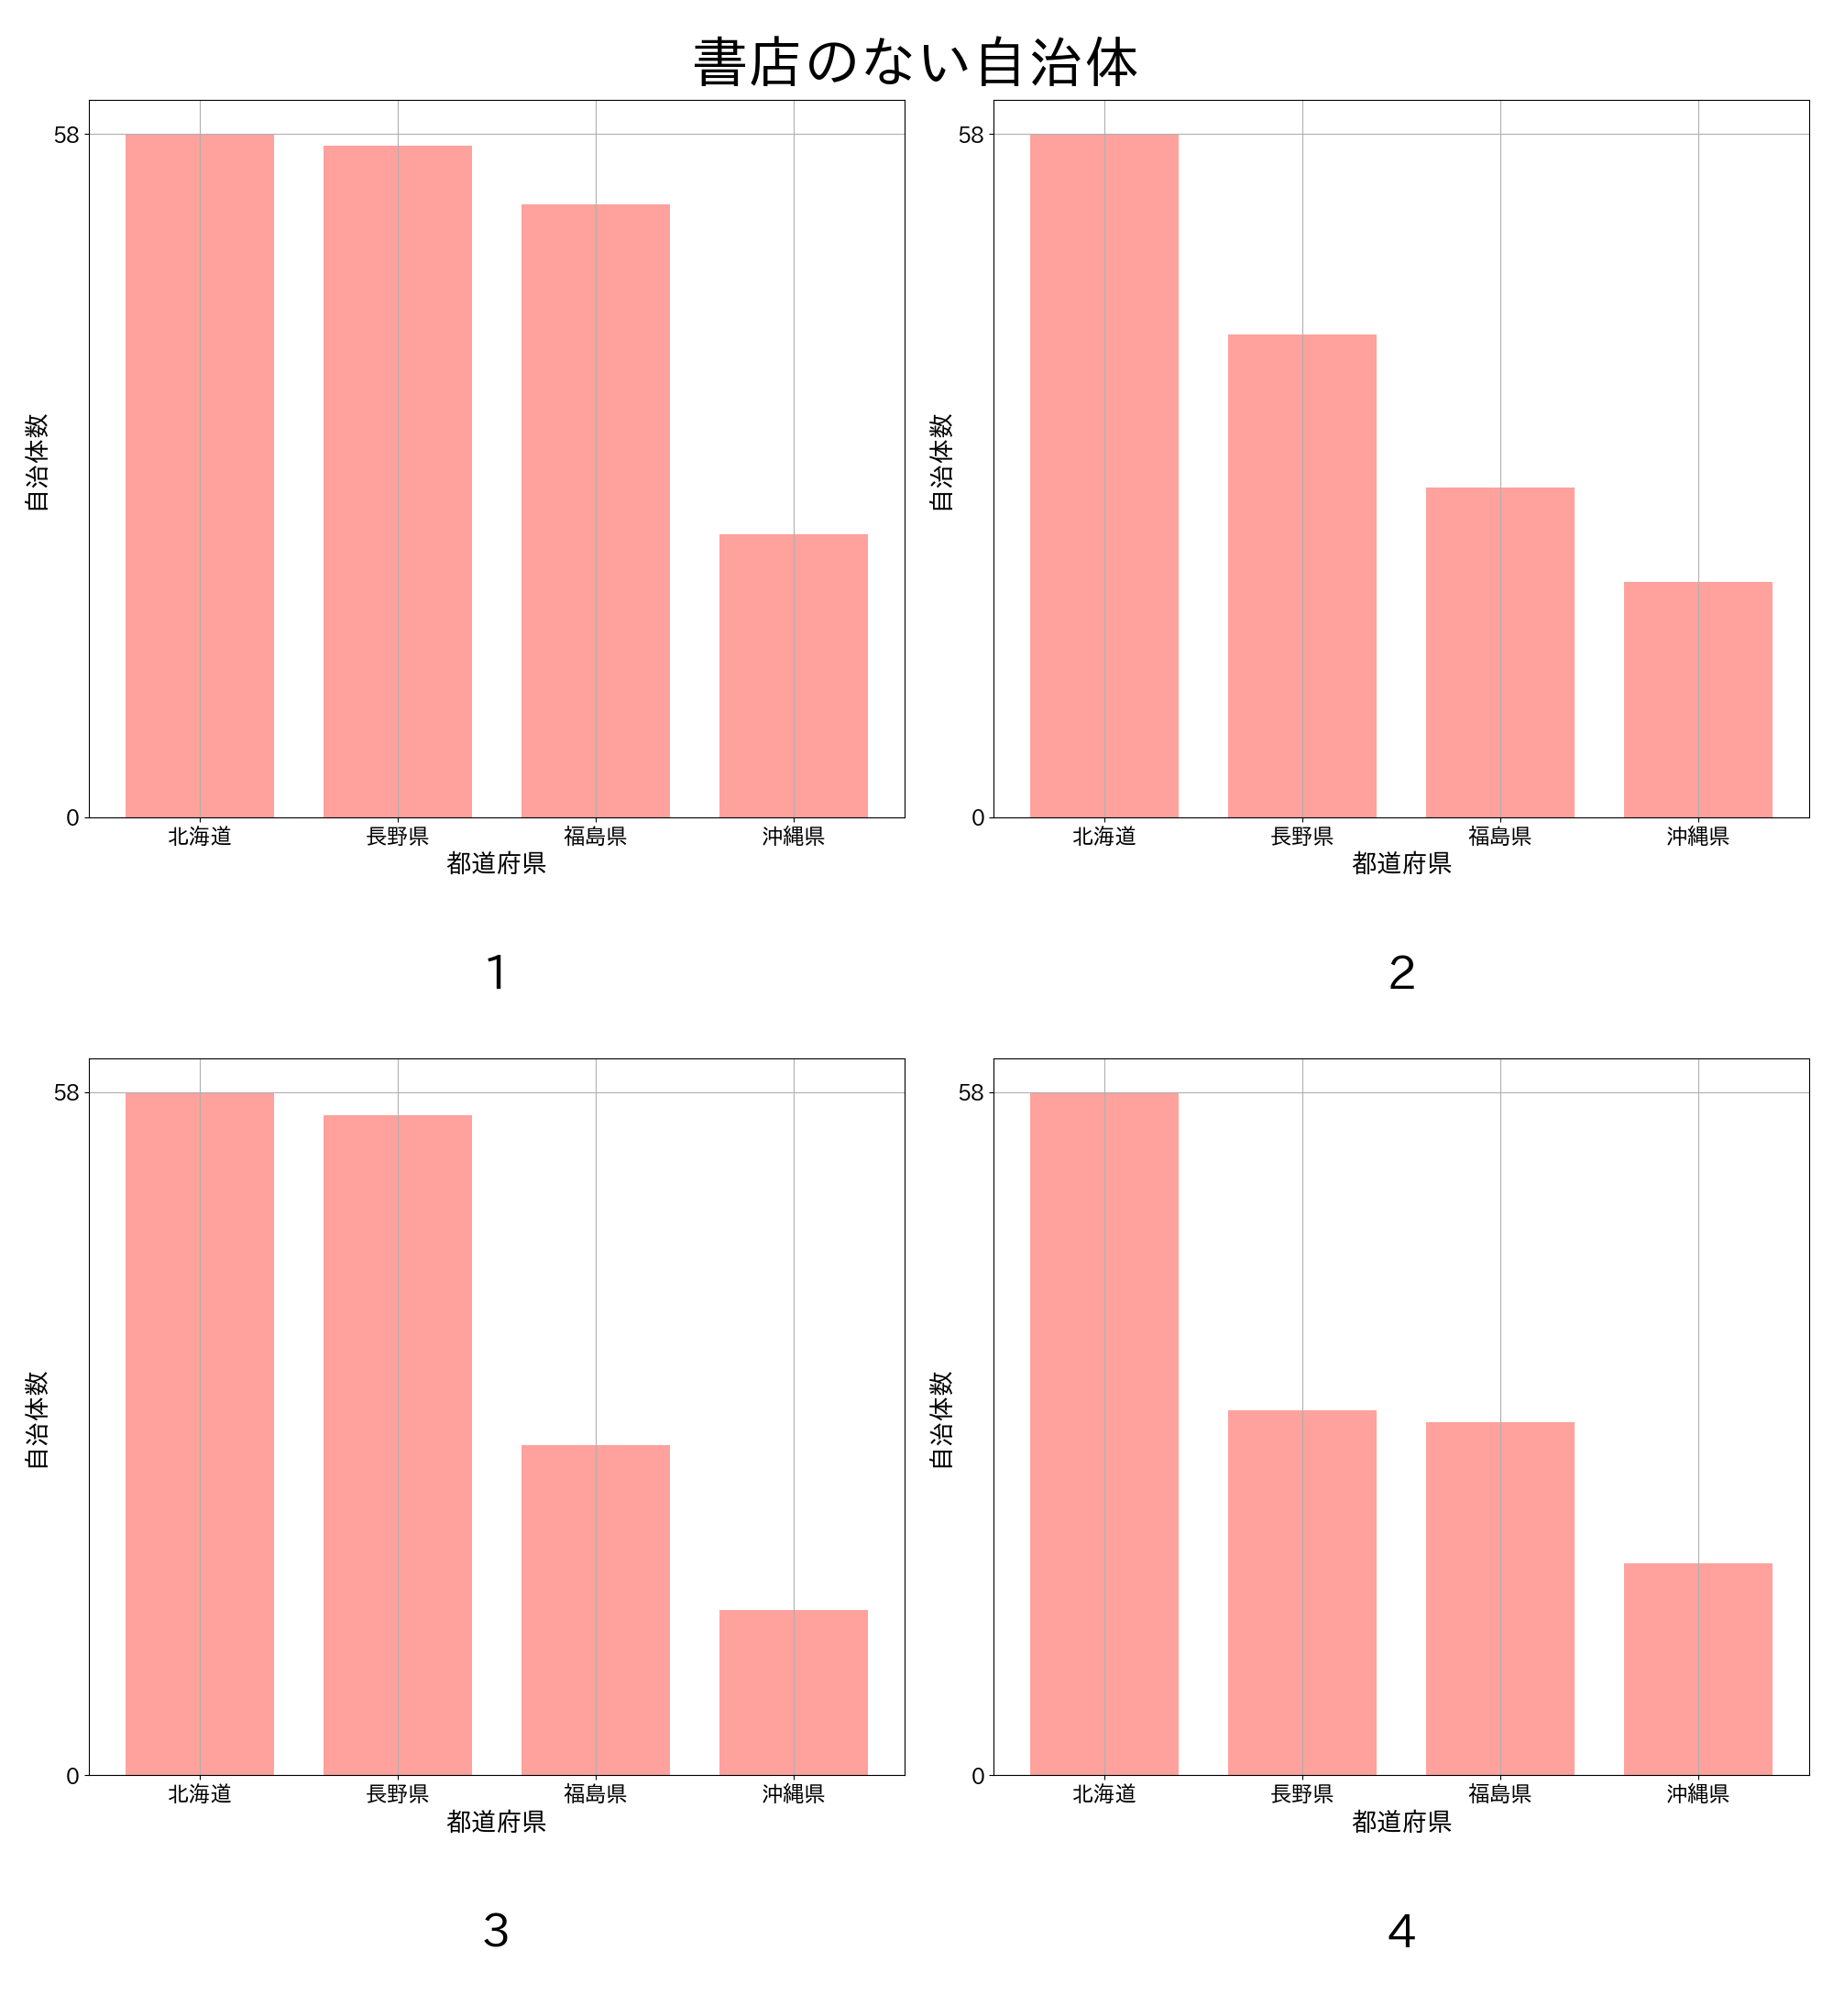 書店のない自治体
58
0
自治体数
北海道 長野県 福島県 沖縄県
都道府県
1
58
0
自治体数
北海道 長野県 福島県 沖縄県
都道府県
2
58
0
自治体数
北海道 長野県 福島県 沖縄県
都道府県
3
58
0
自治体数
北海道 長野県 福島県 沖縄県
都道府県
4